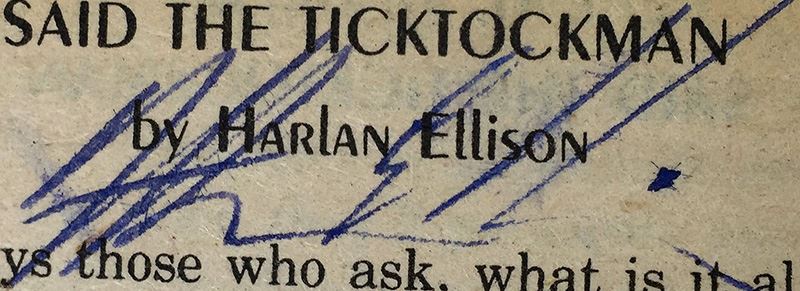 SAID THE TICKTOCKMAN
by HARLAN ELLISON
ys those who ask, what is it al